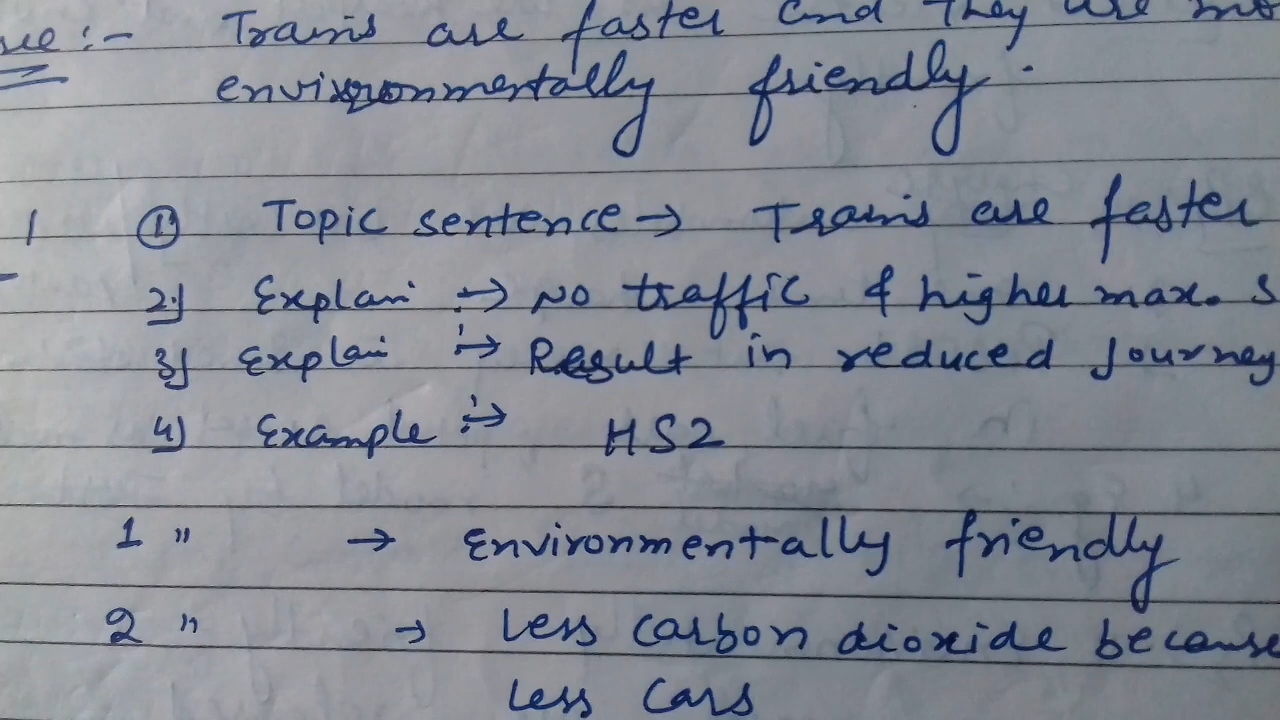 :- Trains are faster and they are
environmentally friendly.
1 ① Topic sentence → Trains are faster
2) Explain :→ No traffic & higher max. s
3) Explain :→ Result in reduced Journey
4) Example :→ HS2
1 " → Environmentally friendly
2 " → Less carbon dioxide because
less cars